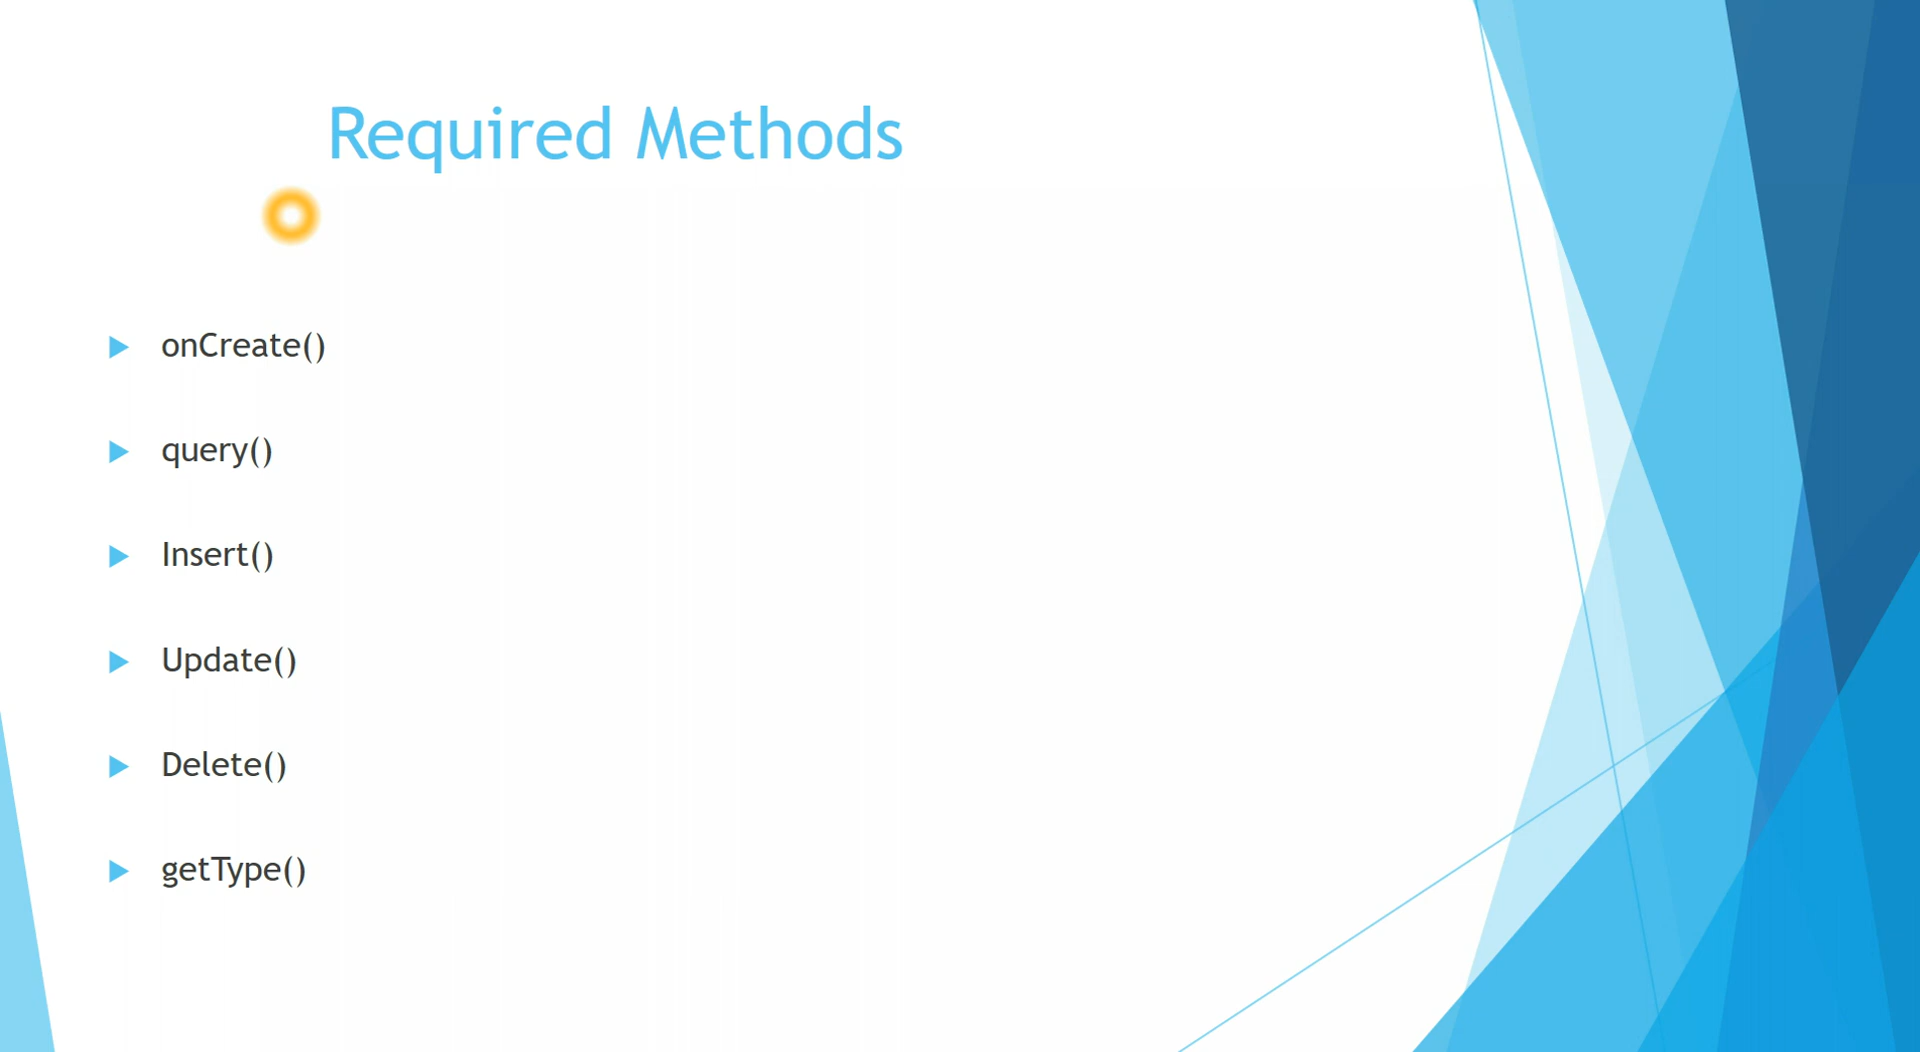 Required Methods
onCreate()
query()
Insert()
Update()
Delete()
getType()